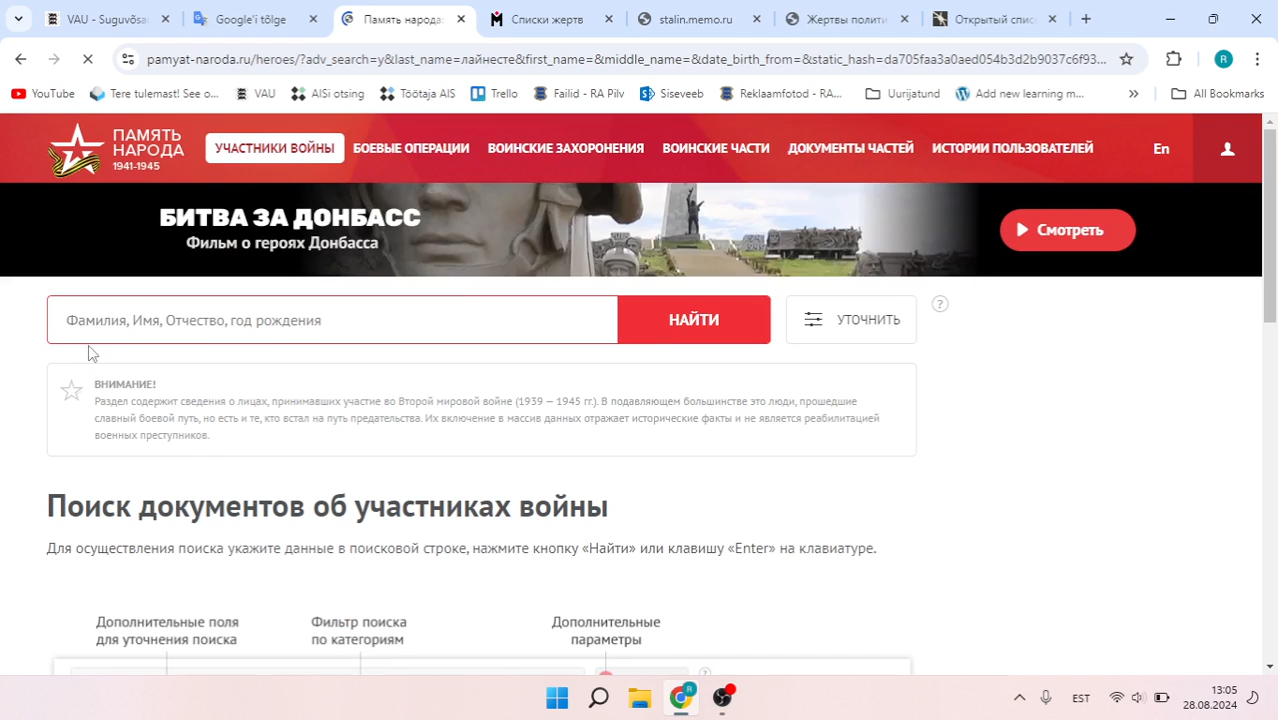 VAU - Suguvõsa
Google'i tõlge
Память народа:
Списки жертв
stalin.memo.ru
Жертвы полити
Открытый списо
pamyat-naroda.ru/heroes/?adv_search=y&last_name=лайнесте&first_name=&middle_name=&date_birth_from=&static_hash=da705faa3a0aed054b3d2b9037c6f93...
YouTube
Tere tulemast! See o...
VAU
AISi otsing
Töötaja AIS
Trello
Failid - RA Pilv
Siseveeb
Reklaamfotod - RA...
Uurijatund
Add new learning m...
All Bookmarks
ПАМЯТЬ
НАРОДА
1941-1945
УЧАСТНИКИ ВОЙНЫ
БОЕВЫЕ ОПЕРАЦИИ
ВОИНСКИЕ ЗАХОРОНЕНИЯ
ВОИНСКИЕ ЧАСТИ
ДОКУМЕНТЫ ЧАСТЕЙ
ИСТОРИИ ПОЛЬЗОВАТЕЛЕЙ
En
БИТВА ЗА ДОНБАСС
Фильм о героях Донбасса
Смотреть
Фамилия, Имя, Отчество, год рождения
НАЙТИ
УТОЧНИТЬ
?
ВНИМАНИЕ!
Раздел содержит сведения о лицах, принимавших участие во Второй мировой войне (1939 — 1945 гг.). В подавляющем большинстве это люди, прошедшие
славный боевой путь, но есть и те, кто встал на путь предательства. Их включение в массив данных отражает исторические факты и не является реабилитацией
военных преступников.
Поиск документов об участниках войны
Для осуществления поиска укажите данные в поисковой строке, нажмите кнопку «Найти» или клавишу «Enter» на клавиатуре.
Дополнительные поля
для уточнения поиска
Фильтр поиска
по категориям
Дополнительные
параметры
EST
13:05
28.08.2024